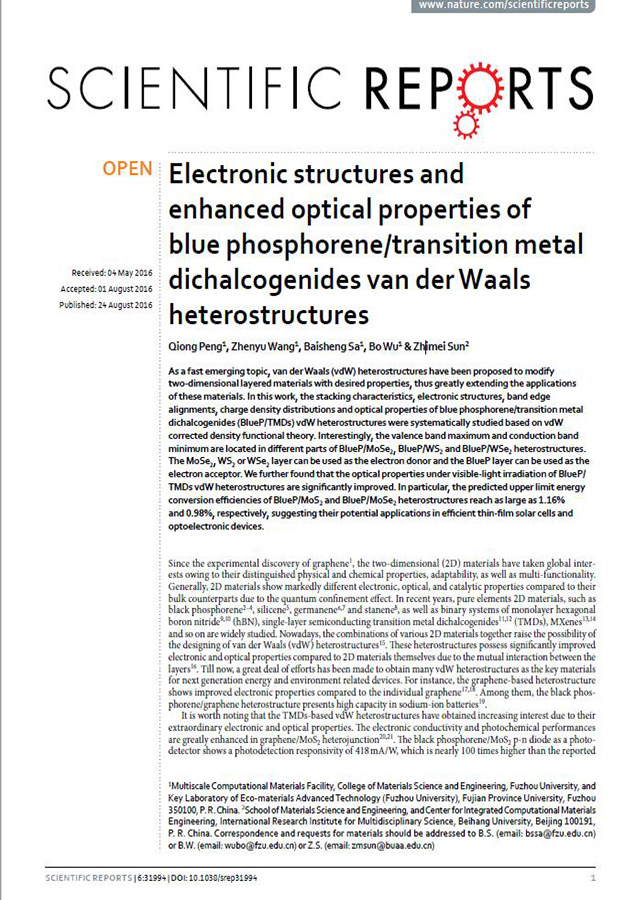 www.nature.com/scientificreports
SCIENTIFIC REPORTS
OPEN
Electronic structures and
enhanced optical properties of
blue phosphorene/transition metal
dichalcogenides van der Waals
heterostructures
Received: 04 May 2016
Accepted: 01 August 2016
Published: 24 August 2016
Qiong Peng¹, Zhenyu Wang¹, Baisheng Sa¹, Bo Wu¹ & Zhimei Sun²
As a fast emerging topic, van der Waals (vdW) heterostructures have been proposed to modify
two-dimensional layered materials with desired properties, thus greatly extending the applications
of these materials. In this work, the stacking characteristics, electronic structures, band edge
alignments, charge density distributions and optical properties of blue phosphorene/transition metal
dichalcogenides (BlueP/TMDs) vdW heterostructures were systematically studied based on vdW
corrected density functional theory. Interestingly, the valence band maximum and conduction band
minimum are located in different parts of BlueP/MoSe₂, BlueP/WS₂ and BlueP/WSe₂ heterostructures.
The MoSe₂, WS₂ or WSe₂ layer can be used as the electron donor and the BlueP layer can be used as the
electron acceptor. We further found that the optical properties under visible-light irradiation of BlueP/
TMDs vdW heterostructures are significantly improved. In particular, the predicted upper limit energy
conversion efficiencies of BlueP/MoS₂ and BlueP/MoSe₂ heterostructures reach as large as 1.16%
and 0.98%, respectively, suggesting their potential applications in efficient thin-film solar cells and
optoelectronic devices.
Since the experimental discovery of graphene¹, the two-dimensional (2D) materials have taken global inter-
ests owing to their distinguished physical and chemical properties, adaptability, as well as multi-functionality.
Generally, 2D materials show markedly different electronic, optical, and catalytic properties compared to their
bulk counterparts due to the quantum confinement effect. In recent years, pure elements 2D materials, such as
black phosphorene²⁻⁴, silicene⁵, germanene⁶,⁷ and stanene⁸, as well as binary systems of monolayer hexagonal
boron nitride⁹,¹⁰ (hBN), single-layer semiconducting transition metal dichalcogenides¹¹,¹² (TMDs), MXenes¹³,¹⁴
and so on are widely studied. Nowadays, the combinations of various 2D materials together raise the possibility of
the designing of van der Waals (vdW) heterostructures¹⁵. These heterostructures possess significantly improved
electronic and optical properties compared to 2D materials themselves due to the mutual interaction between the
layers¹⁶. Till now, a great deal of efforts has been made to obtain many vdW heterostructures as the key materials
for next generation energy and environment related devices. For instance, the graphene-based heterostructure
shows improved electronic properties compared to the individual graphene¹⁷,¹⁸. Among them, the black phos-
phorene/graphene heterostructure presents high capacity in sodium-ion batteries¹⁹.
It is worth noting that the TMDs-based vdW heterostructures have obtained increasing interest due to their
extraordinary electronic and optical properties. The electronic conductivity and photochemical performances
are greatly enhanced in graphene/MoS₂ heterojunction²⁰,²¹. The black phosphorene/MoS₂ p-n diode as a photo-
detector shows a photodetection responsivity of 418 mA/W, which is nearly 100 times higher than the reported
¹Multiscale Computational Materials Facility, College of Materials Science and Engineering, Fuzhou University, and
Key Laboratory of Eco-materials Advanced Technology (Fuzhou University), Fujian Province University, Fuzhou
350100, P. R. China. ²School of Materials Science and Engineering, and Center for Integrated Computational Materials
Engineering, International Research Institute for Multidisciplinary Science, Beihang University, Beijing 100191,
P. R. China. Correspondence and requests for materials should be addressed to B.S. (email: bssa@fzu.edu.cn)
or B.W. (email: wubo@fzu.edu.cn) or Z.S. (email: zmsun@buaa.edu.cn)
SCIENTIFIC REPORTS | 6:31994 | DOI: 10.1038/srep31994
1